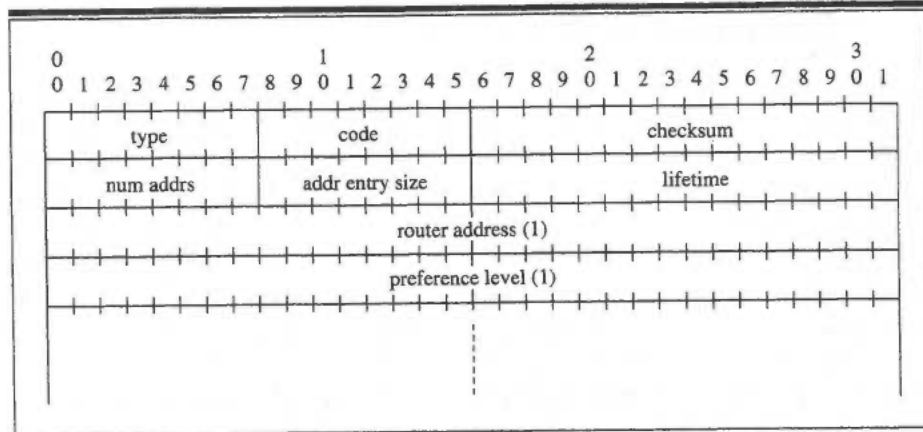 0 1 2 3
0 1 2 3 4 5 6 7 8 9 0 1 2 3 4 5 6 7 8 9 0 1 2 3 4 5 6 7 8 9 0 1
type code checksum
num addrs addr entry size lifetime
router address (1)
preference level (1)